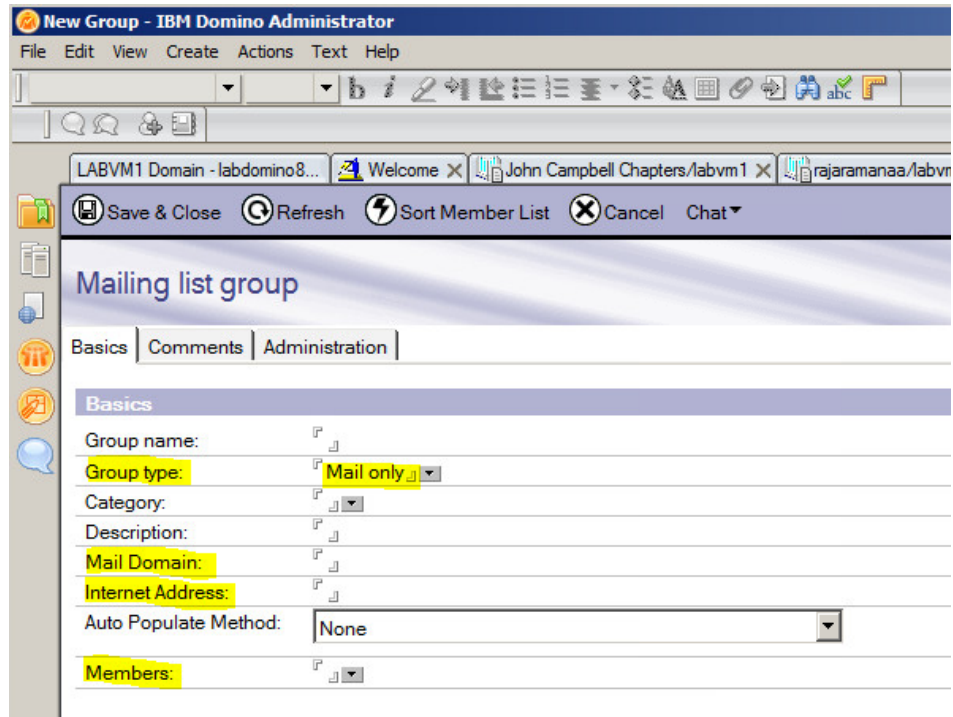 New Group - IBM Domino Administrator
File Edit View Create Actions Text Help
b i abc
LABVM1 Domain - labdomino8... Welcome John Campbell Chapters/labvm1 rajaramanaa/labvm
Save & Close Refresh Sort Member List Cancel Chat
Mailing list group
Basics Comments Administration
Basics
Group name:
Group type: Mail only
Category:
Description:
Mail Domain:
Internet Address:
Auto Populate Method: None
Members: